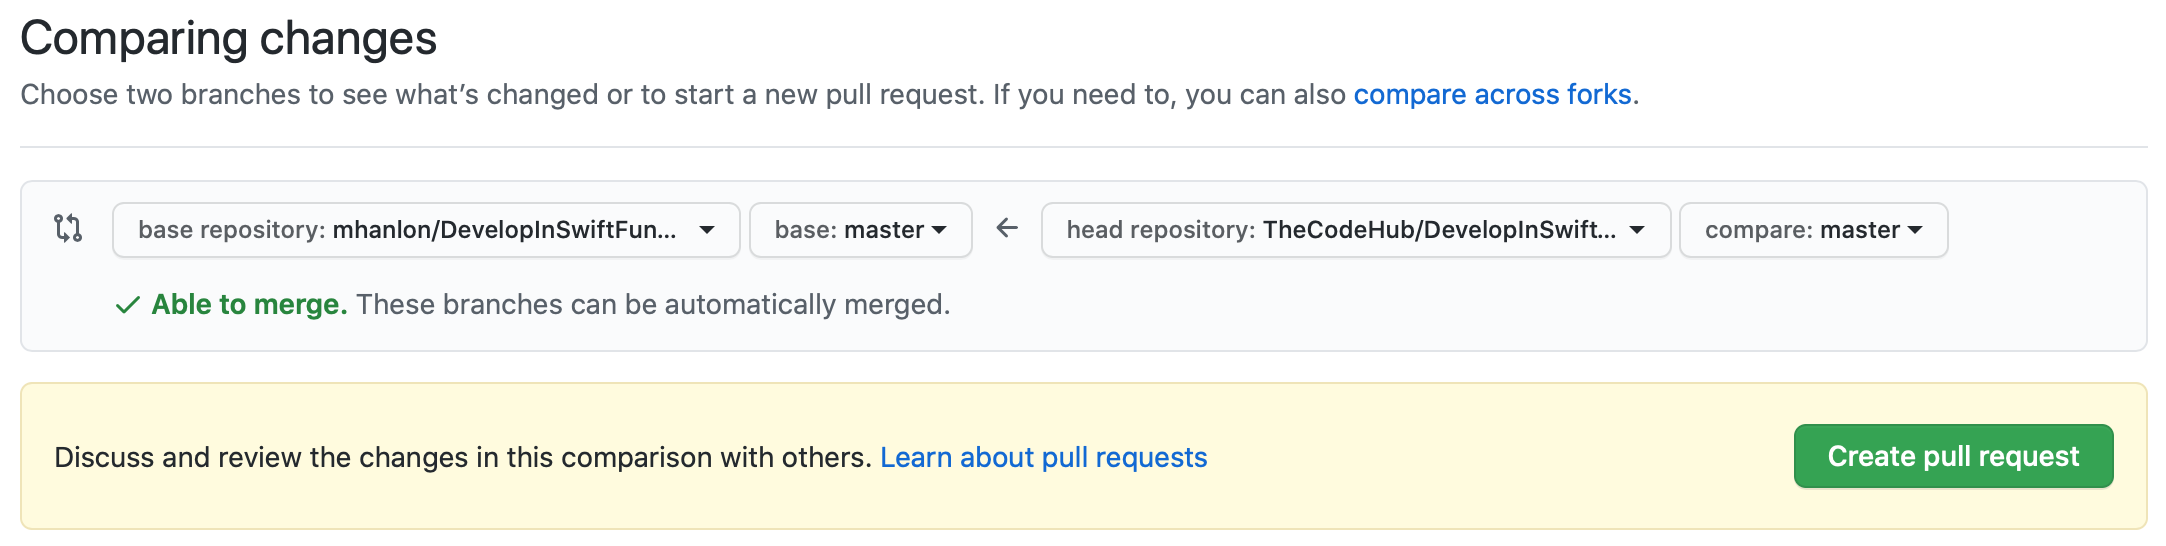 Comparing changes
Choose two branches to see what’s changed or to start a new pull request. If you need to, you can also compare across forks.
base repository: mhanlon/DevelopInSwiftFun... base: master ← head repository: TheCodeHub/DevelopInSwift... compare: master
Able to merge. These branches can be automatically merged.
Discuss and review the changes in this comparison with others. Learn about pull requests Create pull request